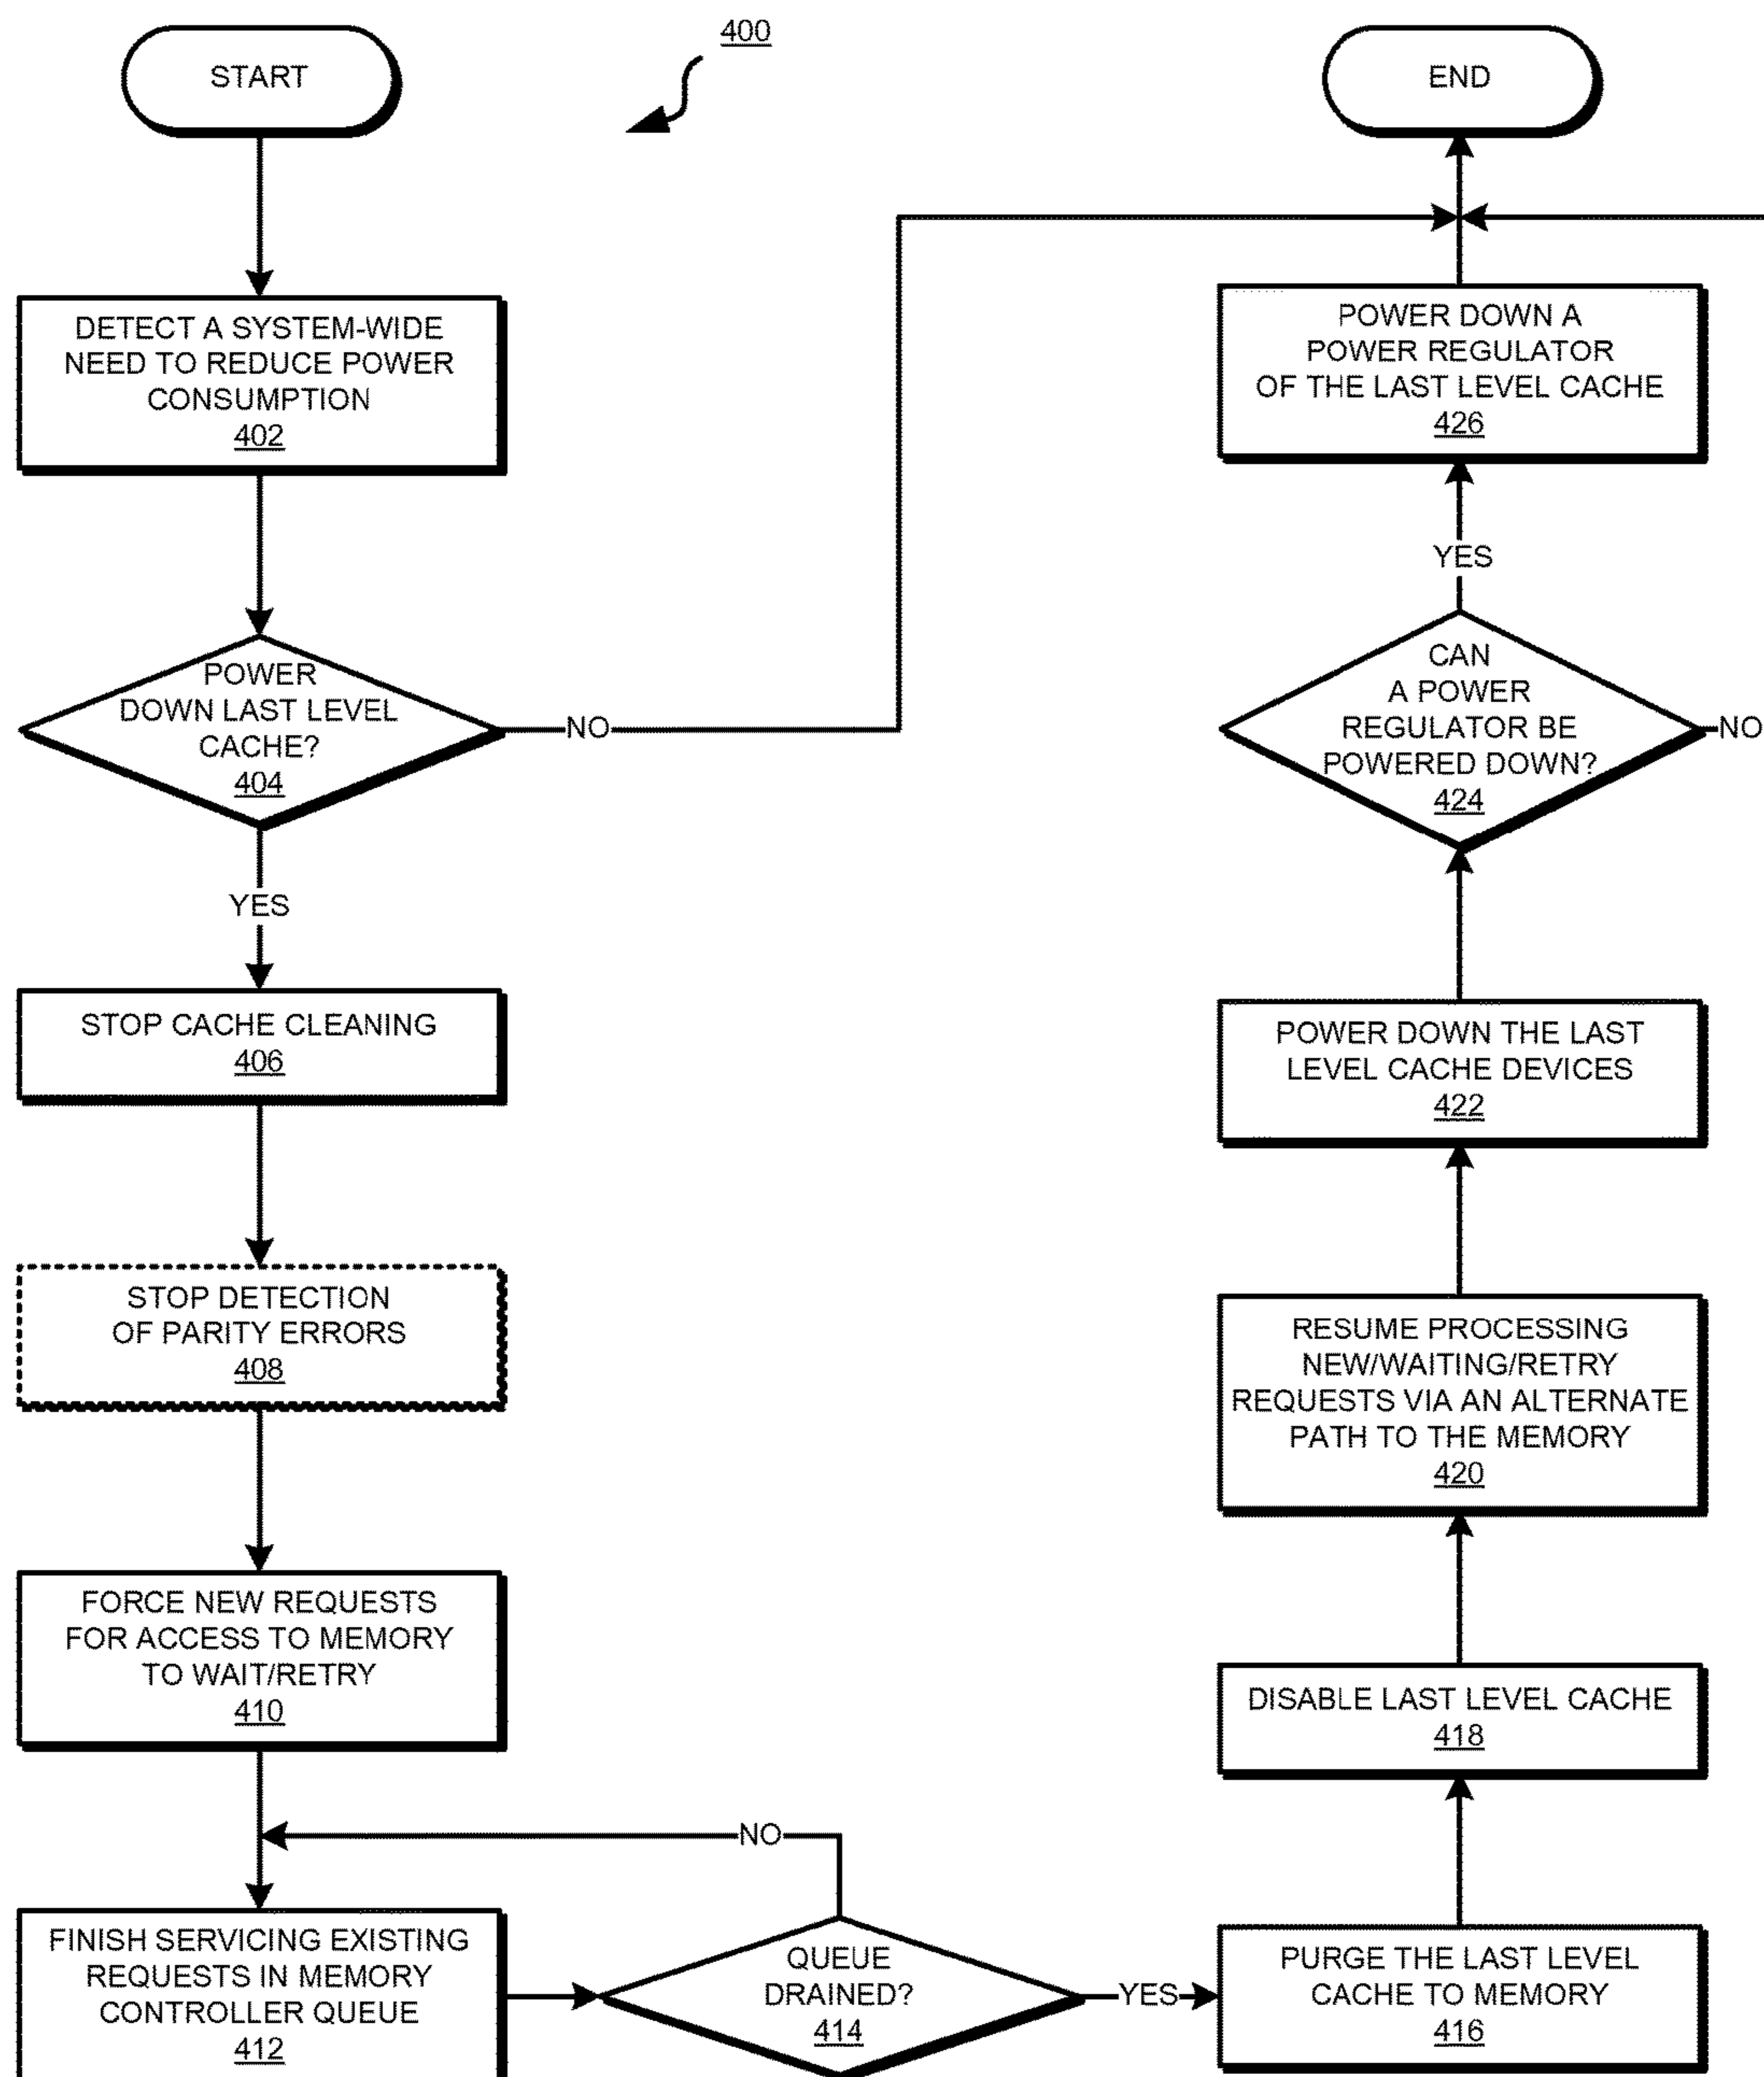 400
START
DETECT A SYSTEM-WIDE
NEED TO REDUCE POWER
CONSUMPTION
402
POWER
DOWN LAST LEVEL
CACHE?
404
NO
YES
STOP CACHE CLEANING
406
STOP DETECTION
OF PARITY ERRORS
408
FORCE NEW REQUESTS
FOR ACCESS TO MEMORY
TO WAIT/RETRY
410
FINISH SERVICING EXISTING
REQUESTS IN MEMORY
CONTROLLER QUEUE
412
QUEUE
DRAINED?
414
NO
YES
PURGE THE LAST LEVEL
CACHE TO MEMORY
416
DISABLE LAST LEVEL CACHE
418
RESUME PROCESSING
NEW/WAITING/RETRY
REQUESTS VIA AN ALTERNATE
PATH TO THE MEMORY
420
POWER DOWN THE LAST
LEVEL CACHE DEVICES
422
CAN
A POWER
REGULATOR BE
POWERED DOWN?
424
NO
YES
POWER DOWN A
POWER REGULATOR
OF THE LAST LEVEL CACHE
426
END